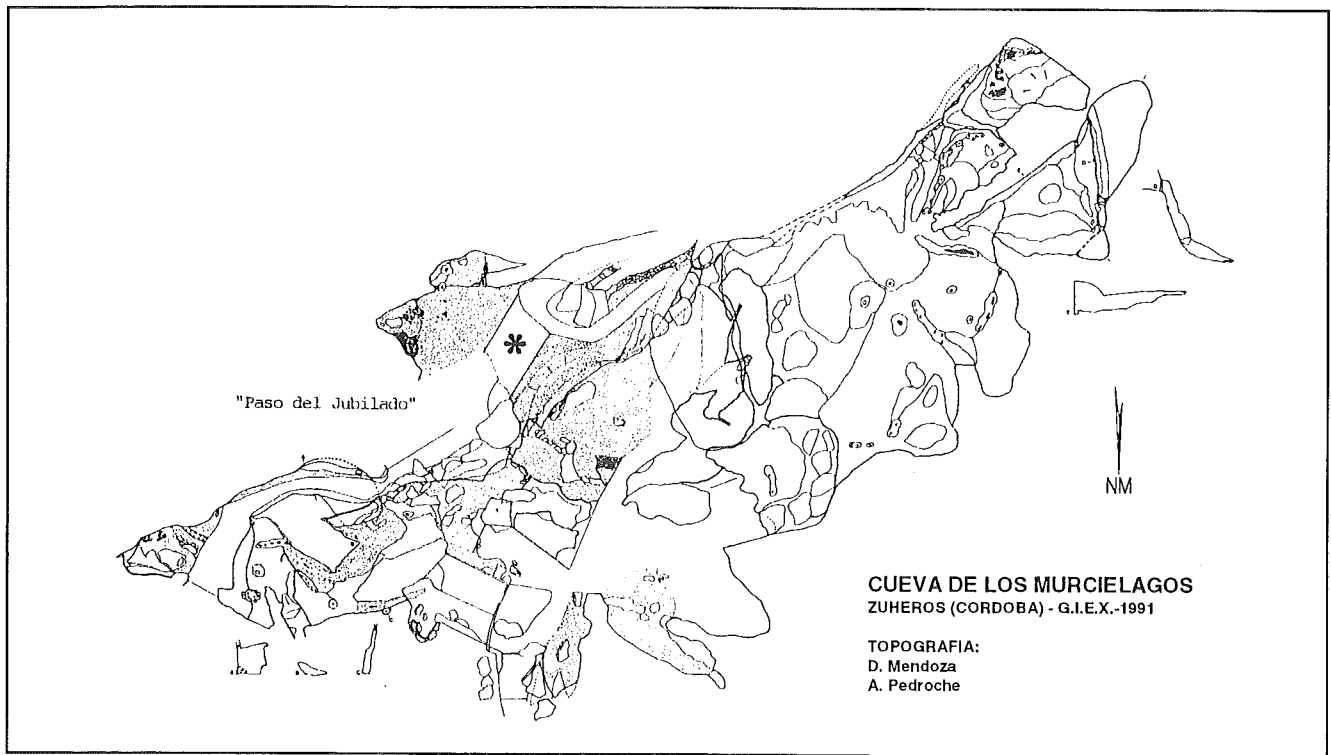 "Paso del Jubilado"
NM
CUEVA DE LOS MURCIELAGOS
ZUHEROS (CORDOBA) - G.I.E.X.-1991
TOPOGRAFIA:
D. Mendoza
A. Pedroche